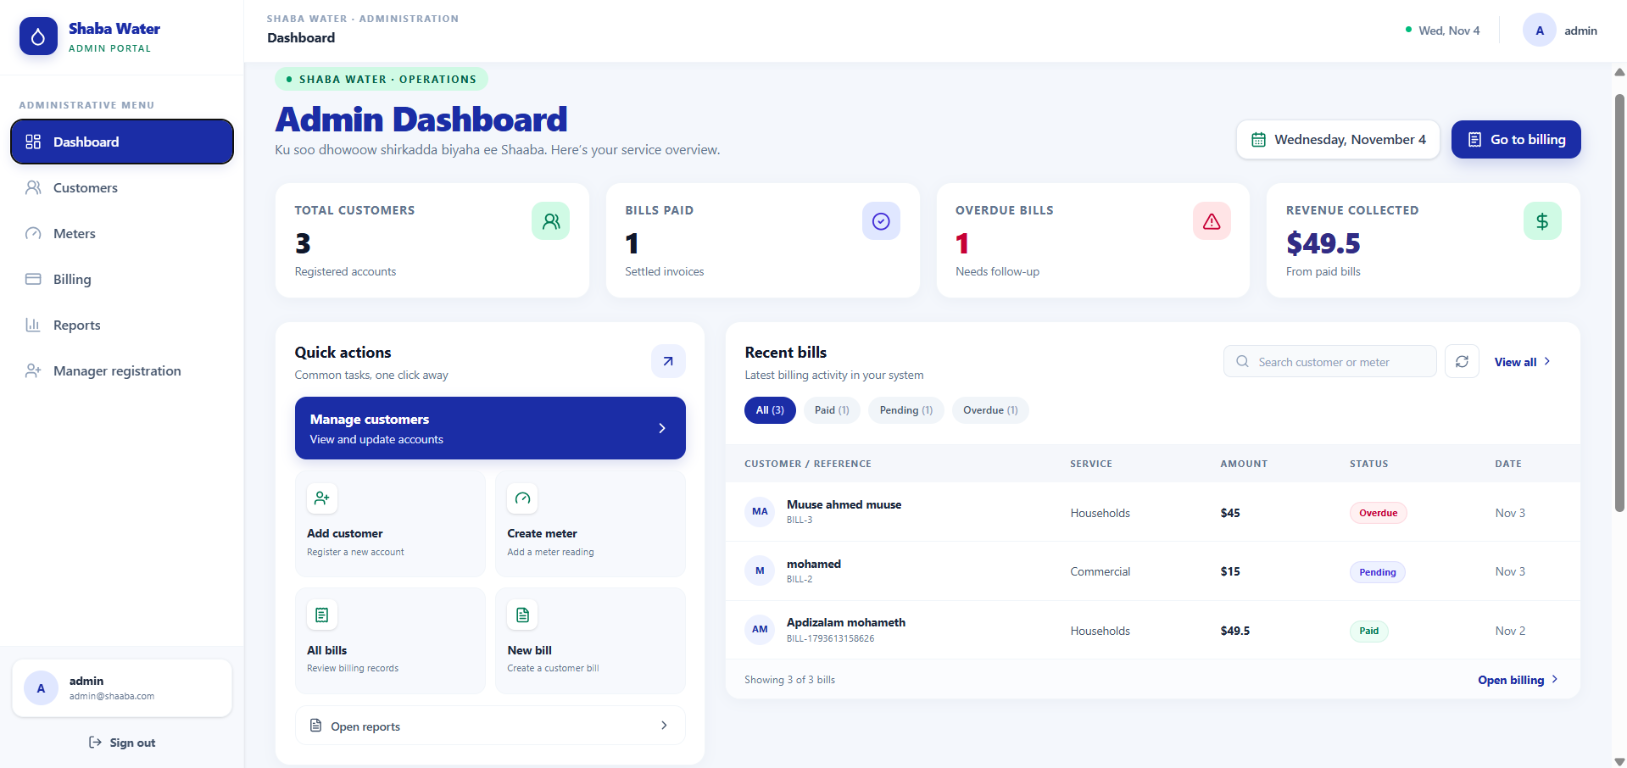 Shaba Water
ADMIN PORTAL
ADMINISTRATIVE MENU
Dashboard
Customers
Meters
Billing
Reports
Manager registration
A
admin
admin@shaaba.com
Sign out
SHABA WATER · ADMINISTRATION
Dashboard
Wed, Nov 4
A
admin
SHABA WATER · OPERATIONS
Admin Dashboard
Ku soo dhowoow shirkadda biyaha ee Shaaba. Here's your service overview.
Wednesday, November 4
Go to billing
TOTAL CUSTOMERS
3
Registered accounts
BILLS PAID
1
Settled invoices
OVERDUE BILLS
1
Needs follow-up
REVENUE COLLECTED
$49.5
From paid bills
Quick actions
Common tasks, one click away
Manage customers
View and update accounts
Add customer
Register a new account
Create meter
Add a meter reading
All bills
Review billing records
New bill
Create a customer bill
Open reports
Recent bills
Latest billing activity in your system
Search customer or meter
View all
All (3)
Paid (1)
Pending (1)
Overdue (1)
CUSTOMER / REFERENCE SERVICE AMOUNT STATUS DATE
MA Muuse ahmed muuse
BILL-3
Households $45 Overdue Nov 3
M mohamed
BILL-2
Commercial $15 Pending Nov 3
AM Apdizalam mohameth
BILL-1793613158626
Households $49.5 Paid Nov 2
Showing 3 of 3 bills
Open billing